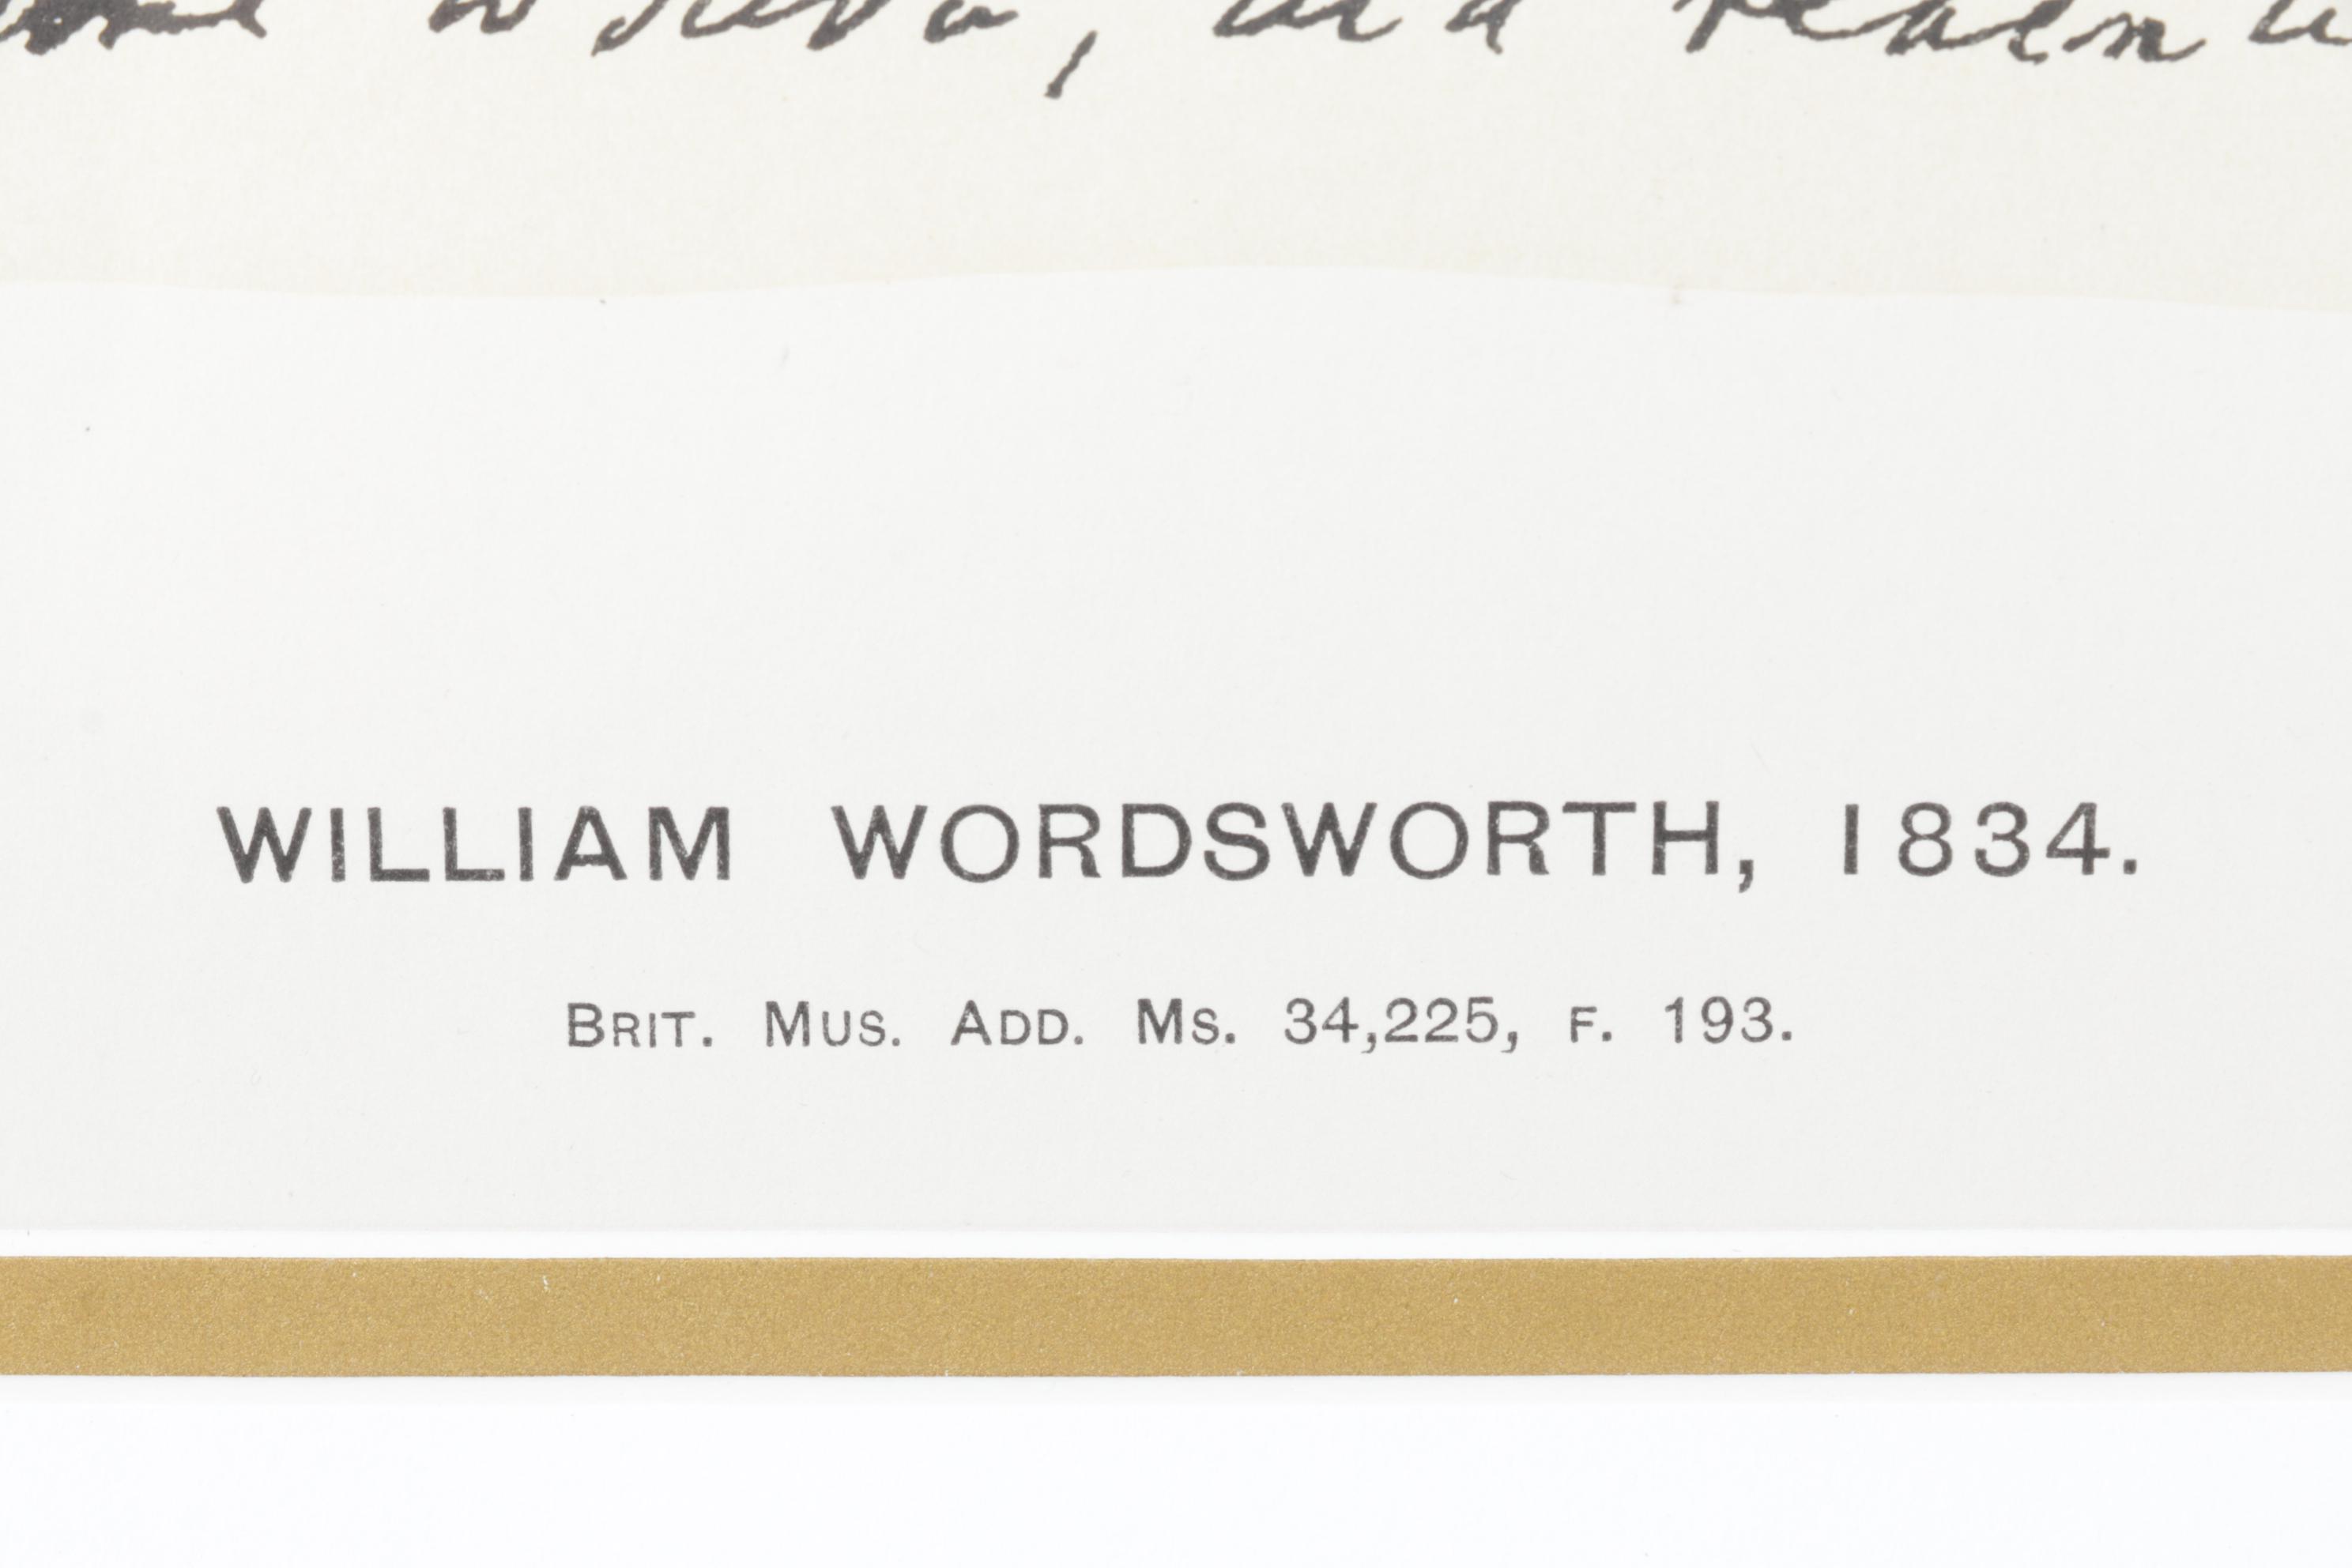 WILLIAM WORDSWORTH, 1834.
BRIT. MUS. ADD. MS. 34,225, F. 193.